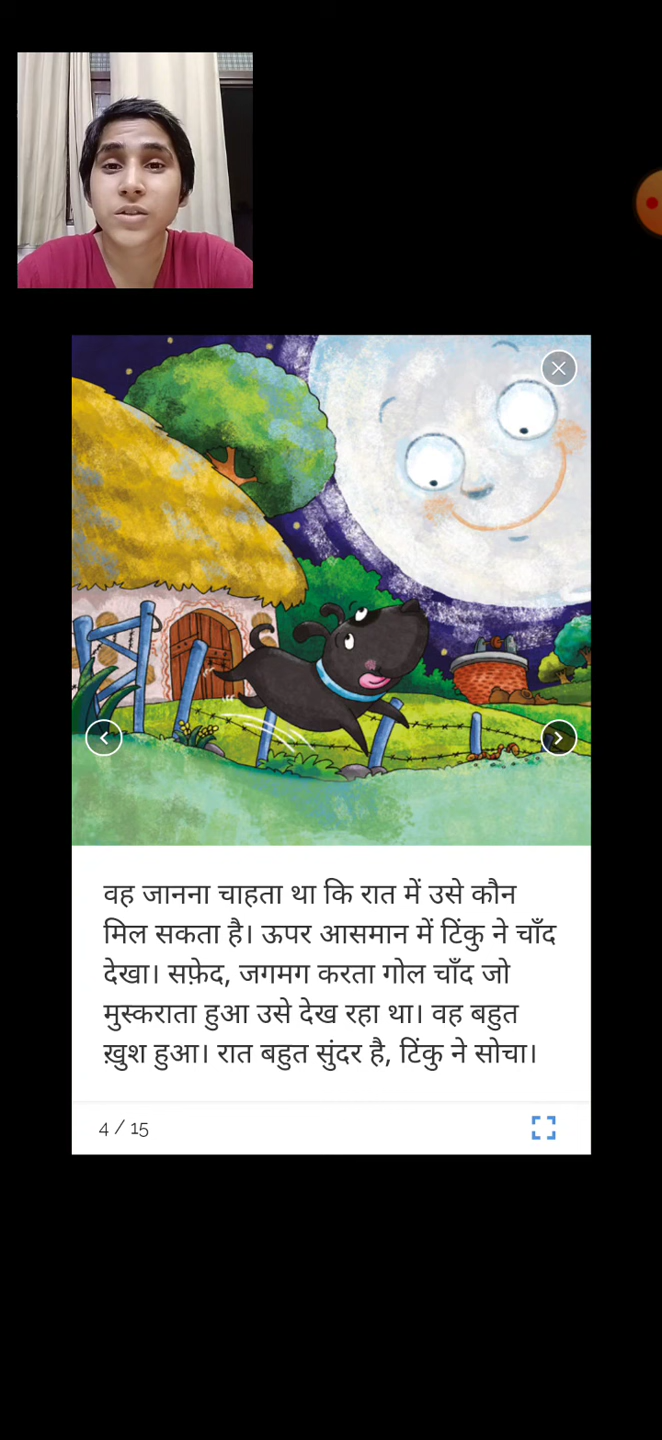 वह जानना चाहता था कि रात में उसे कौन
मिल सकता है। ऊपर आसमान में टिंकु ने चाँद
देखा। सफ़ेद, जगमग करता गोल चाँद जो
मुस्कराता हुआ उसे देख रहा था। वह बहुत
ख़ुश हुआ। रात बहुत सुंदर है, टिंकु ने सोचा।
4 / 15